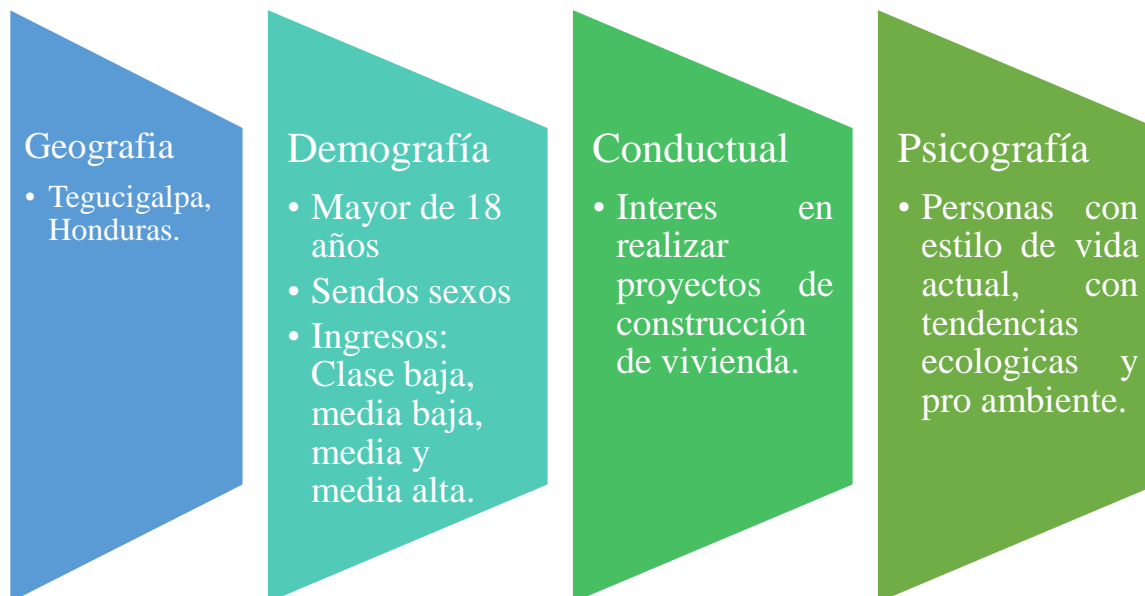 Geografia
• Tegucigalpa,
Honduras.
Demografía
• Mayor de 18
años
• Sendos sexos
• Ingresos:
Clase baja,
media baja,
media y
media alta.
Conductual
• Interes en
realizar
proyectos de
construcción
de vivienda.
Psicografía
• Personas con
estilo de vida
actual, con
tendencias
ecologicas y
pro ambiente.